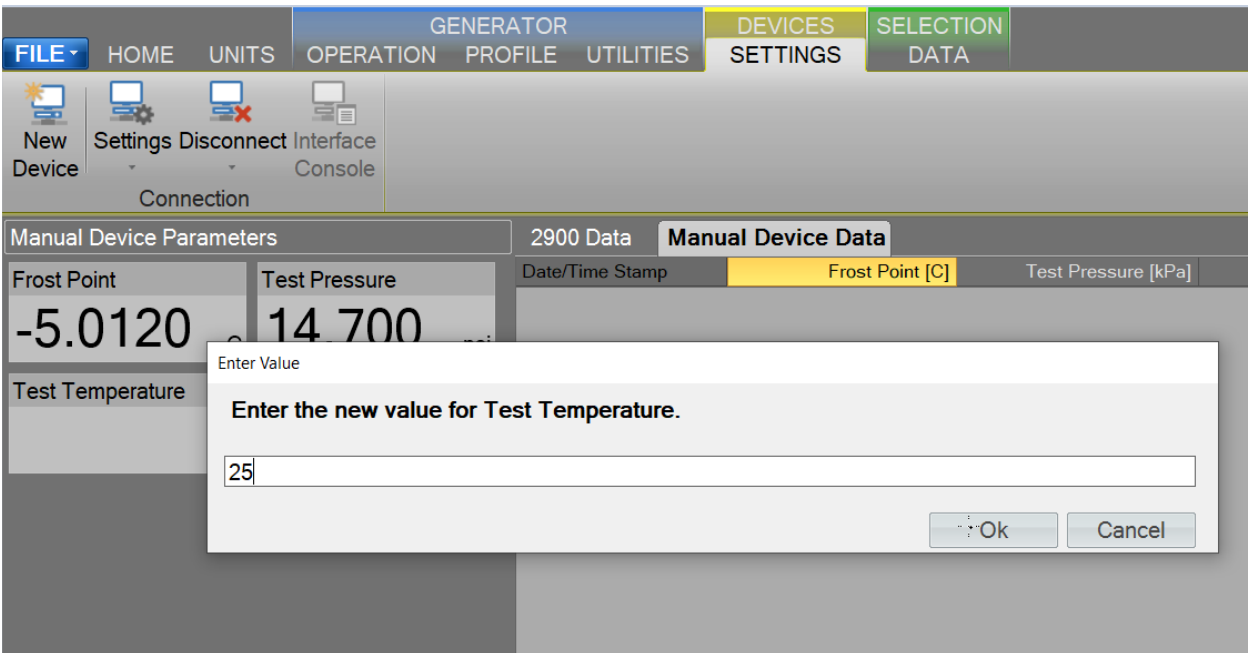 GENERATOR DEVICES SELECTION
FILE HOME UNITS OPERATION PROFILE UTILITIES SETTINGS DATA
New Device
Settings
Disconnect
Interface Console
Connection
Manual Device Parameters
2900 Data Manual Device Data
Date/Time Stamp Frost Point [C] Test Pressure [kPa]
Frost Point
-5.0120
Test Pressure
14.700
Test Temperature
Enter Value
Enter the new value for Test Temperature.
25
Ok Cancel